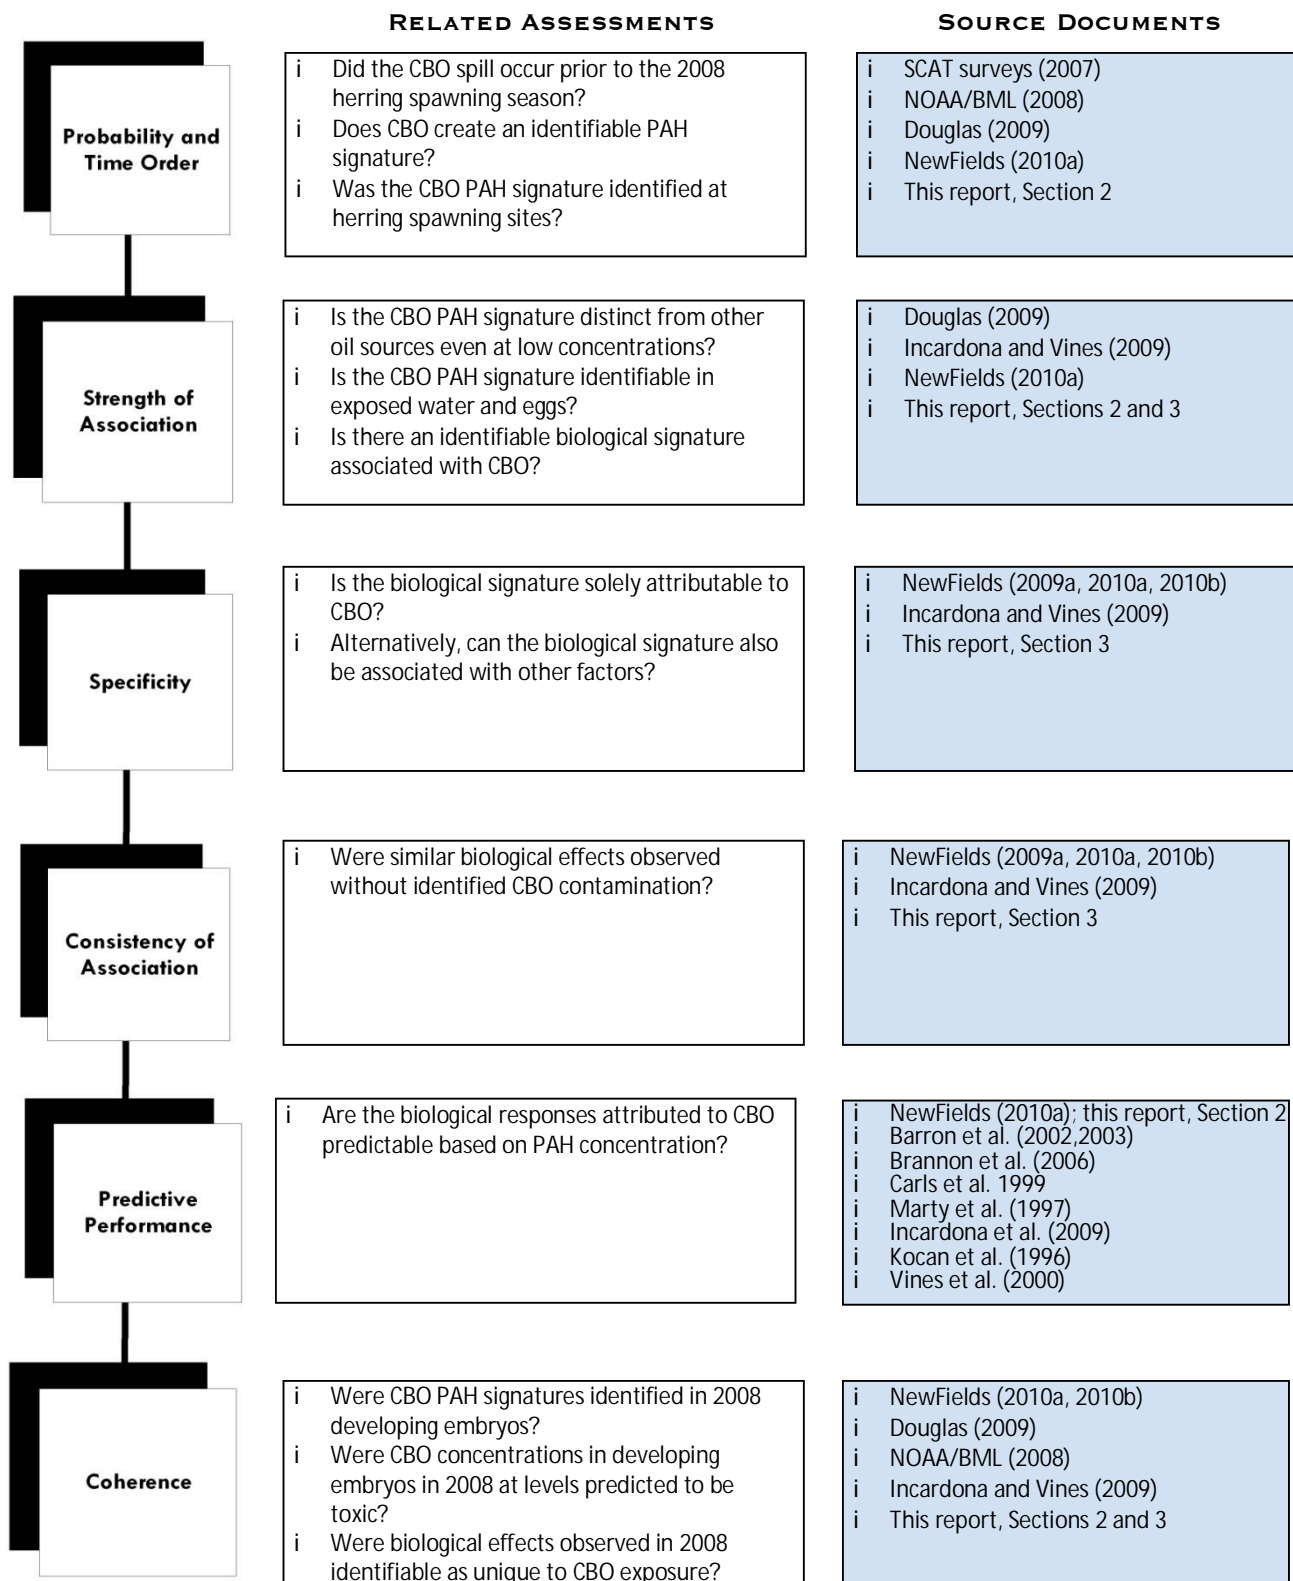 RELATED ASSESSMENTS
SOURCE DOCUMENTS
Probability and
Time Order
i Did the CBO spill occur prior to the 2008
herring spawning season?
i Does CBO create an identifiable PAH
signature?
i Was the CBO PAH signature identified at
herring spawning sites?
i SCAT surveys (2007)
i NOAA/BML (2008)
i Douglas (2009)
i NewFields (2010a)
i This report, Section 2
Strength of
Association
i Is the CBO PAH signature distinct from other
oil sources even at low concentrations?
i Is the CBO PAH signature identifiable in
exposed water and eggs?
i Is there an identifiable biological signature
associated with CBO?
i Douglas (2009)
i Incardona and Vines (2009)
i NewFields (2010a)
i This report, Sections 2 and 3
Specificity
i Is the biological signature solely attributable to
CBO?
i Alternatively, can the biological signature also
be associated with other factors?
i NewFields (2009a, 2010a, 2010b)
i Incardona and Vines (2009)
i This report, Section 3
Consistency of
Association
i Were similar biological effects observed
without identified CBO contamination?
i NewFields (2009a, 2010a, 2010b)
i Incardona and Vines (2009)
i This report, Section 3
Predictive
Performance
i Are the biological responses attributed to CBO
predictable based on PAH concentration?
i NewFields (2010a); this report, Section 2
i Barron et al. (2002,2003)
i Brannon et al. (2006)
i Carls et al. 1999
i Marty et al. (1997)
i Incardona et al. (2009)
i Kocan et al. (1996)
i Vines et al. (2000)
Coherence
i Were CBO PAH signatures identified in 2008
developing embryos?
i Were CBO concentrations in developing
embryos in 2008 at levels predicted to be
toxic?
i Were biological effects observed in 2008
identifiable as unique to CBO exposure?
i NewFields (2010a, 2010b)
i Douglas (2009)
i NOAA/BML (2008)
i Incardona and Vines (2009)
i This report, Sections 2 and 3